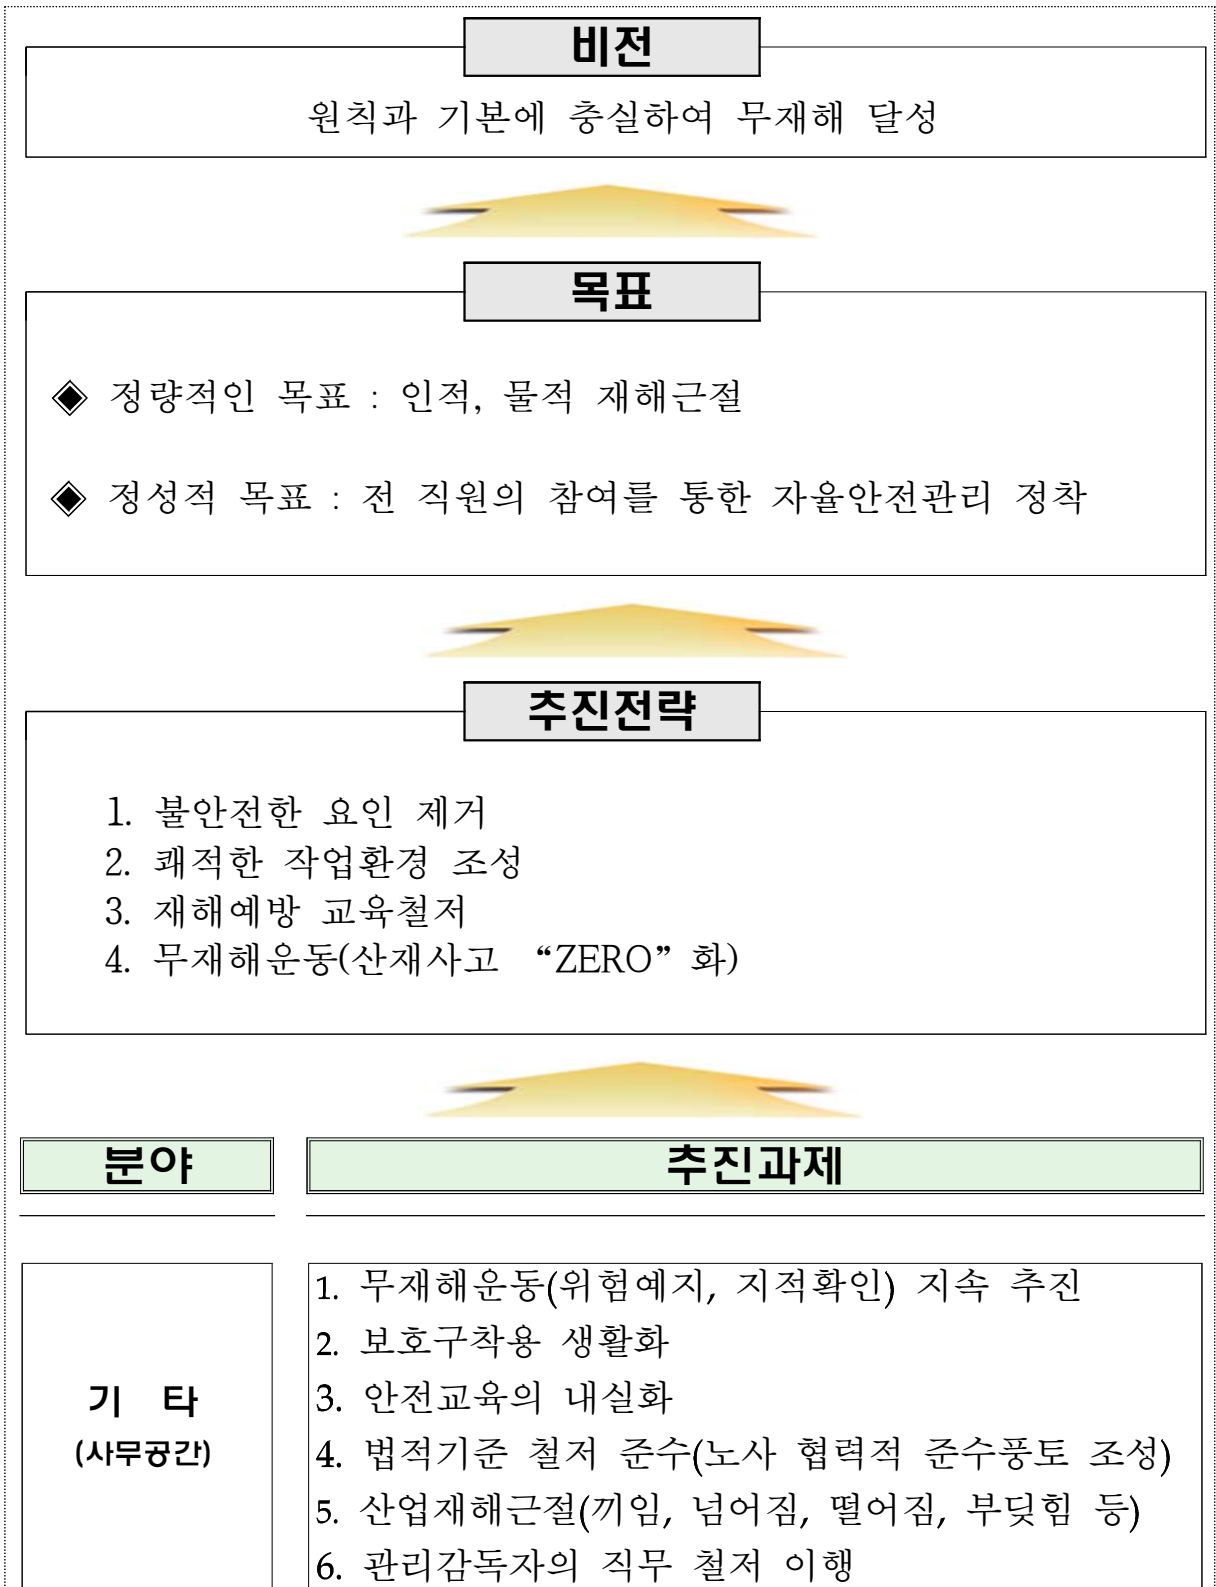 비전
원칙과 기본에 충실하여 무재해 달성
목표
◈ 정량적인 목표 : 인적, 물적 재해근절
◈ 정성적 목표 : 전 직원의 참여를 통한 자율안전관리 정착
추진전략
1. 불안전한 요인 제거
2. 쾌적한 작업환경 조성
3. 재해예방 교육철저
4. 무재해운동(산재사고 “ZERO”화)
분야
추진과제
기 타
(사무공간)
1. 무재해운동(위험예지, 지적확인) 지속 추진
2. 보호구착용 생활화
3. 안전교육의 내실화
4. 법적기준 철저 준수(노사 협력적 준수풍토 조성)
5. 산업재해근절(끼임, 넘어짐, 떨어짐, 부딪힘 등)
6. 관리감독자의 직무 철저 이행